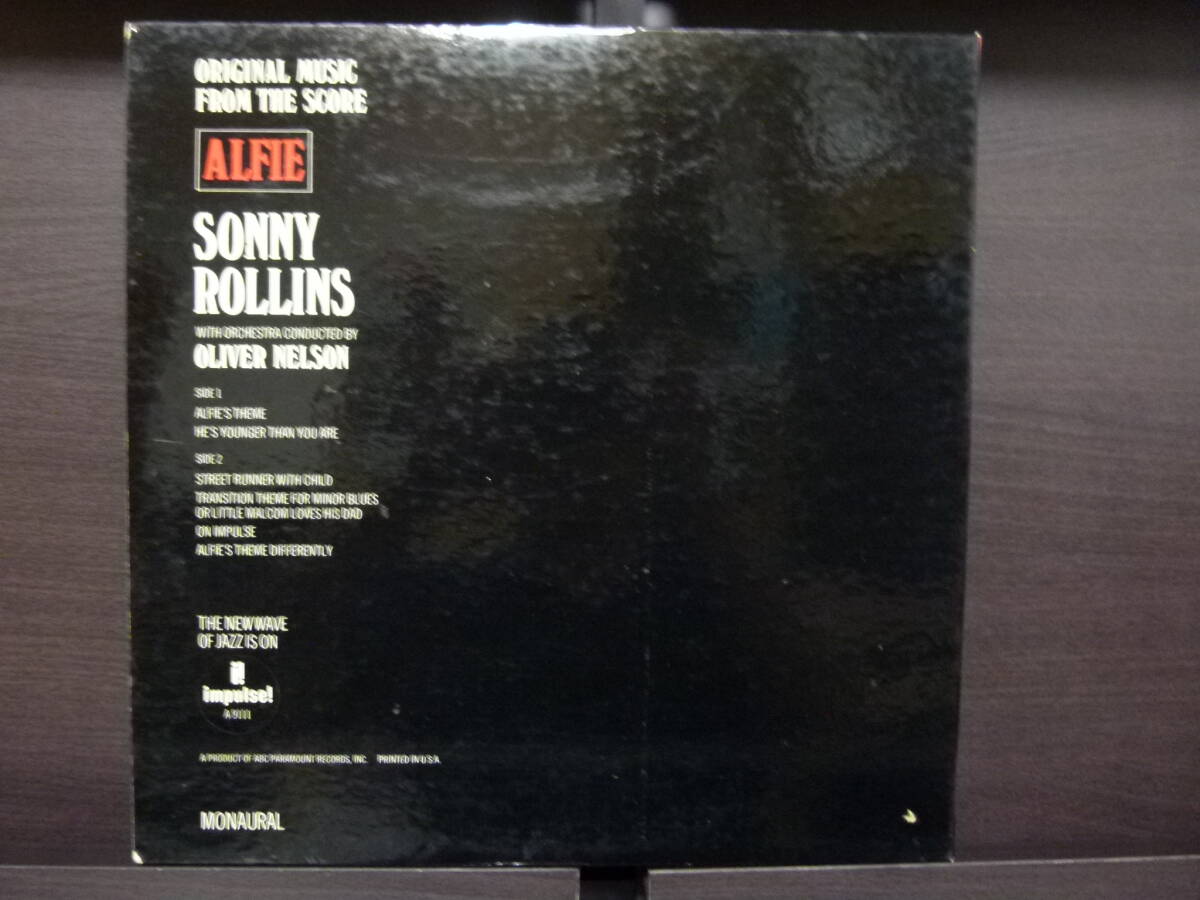 ORIGINAL MUSIC
FROM THE SCORE
ALFIE
SONNY
ROLLINS
WITH ORCHESTRA CONDUCTED BY
OLIVER NELSON
SIDE 1
ALFIE'S THEME
HE'S YOUNGER THAN YOU ARE
SIDE 2
STREET RUNNER WITH CHILD
TRANSITION THEME FOR MINOR BLUES
OR LITTLE MALCOM LOVES HIS DAD
ON IMPULSE
ALFIE'S THEME DIFFERENTLY
THE NEW WAVE
OF JAZZ IS ON
i!
impulse!
A 9111
A PRODUCT OF ABC-PARAMOUNT RECORDS, INC. PRINTED IN U.S.A.
MONAURAL